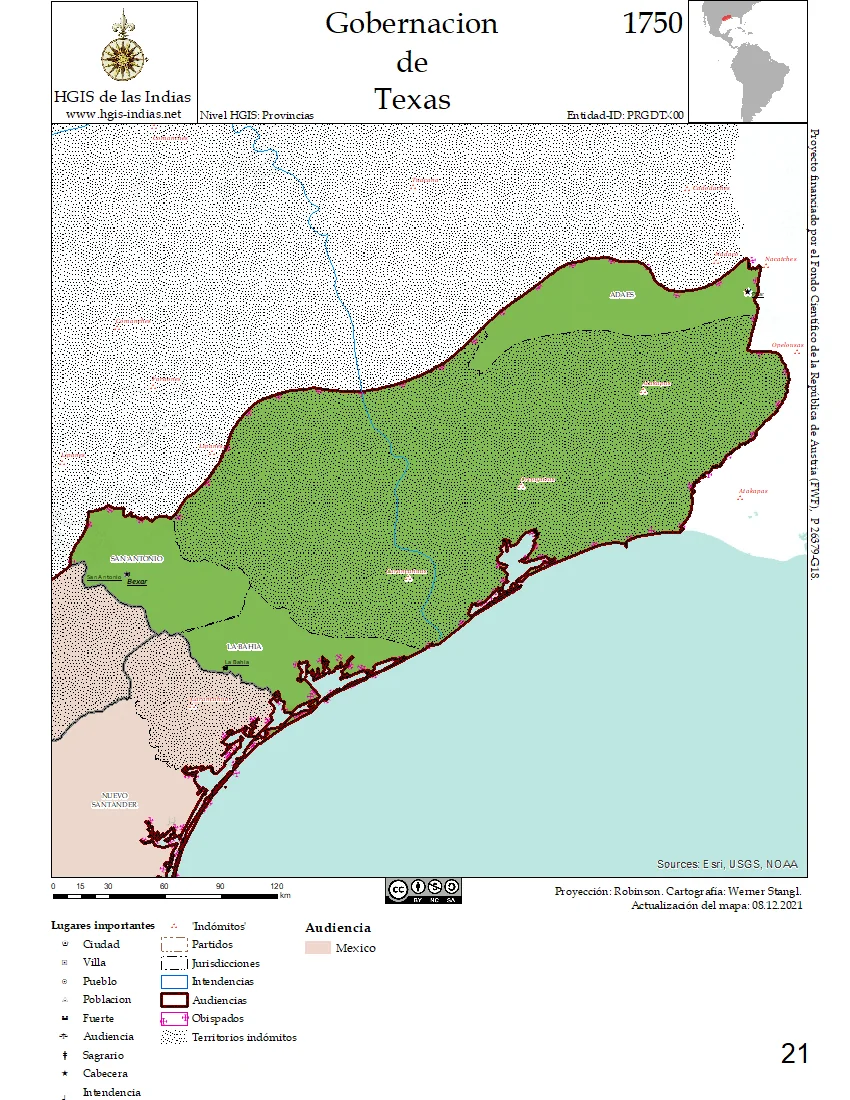 Gobernacion
de
Texas
1750
HGIS de las Indias
www.hgis-indias.net
Nivel HGIS: Provincias
Entidad-ID: PRGDTX00
Proyecto financiado por el Fondo Científico de la República de Austria (FWF), P 26379-G18.
Nacatches
ADAES
Opelousas
Atakapas
SAN ANTONIO
San Antonio
Bexar
LA BAHIA
La Bahia
NUEVO
SANTANDER
Sources: Esri, USGS, NOAA
0 15 30 60 90 120
km
BY NC SA
Proyección: Robinson. Cartografía: Werner Stangl.
Actualización del mapa: 08.12.2021
Lugares importantes
Ciudad
Villa
Pueblo
Poblacion
Fuerte
Audiencia
Sagrario
Cabecera
Intendencia
'Indómitos'
Partidos
Jurisdicciones
Intendencias
Audiencias
Obispados
Territorios indómitos
Audiencia
Mexico
21